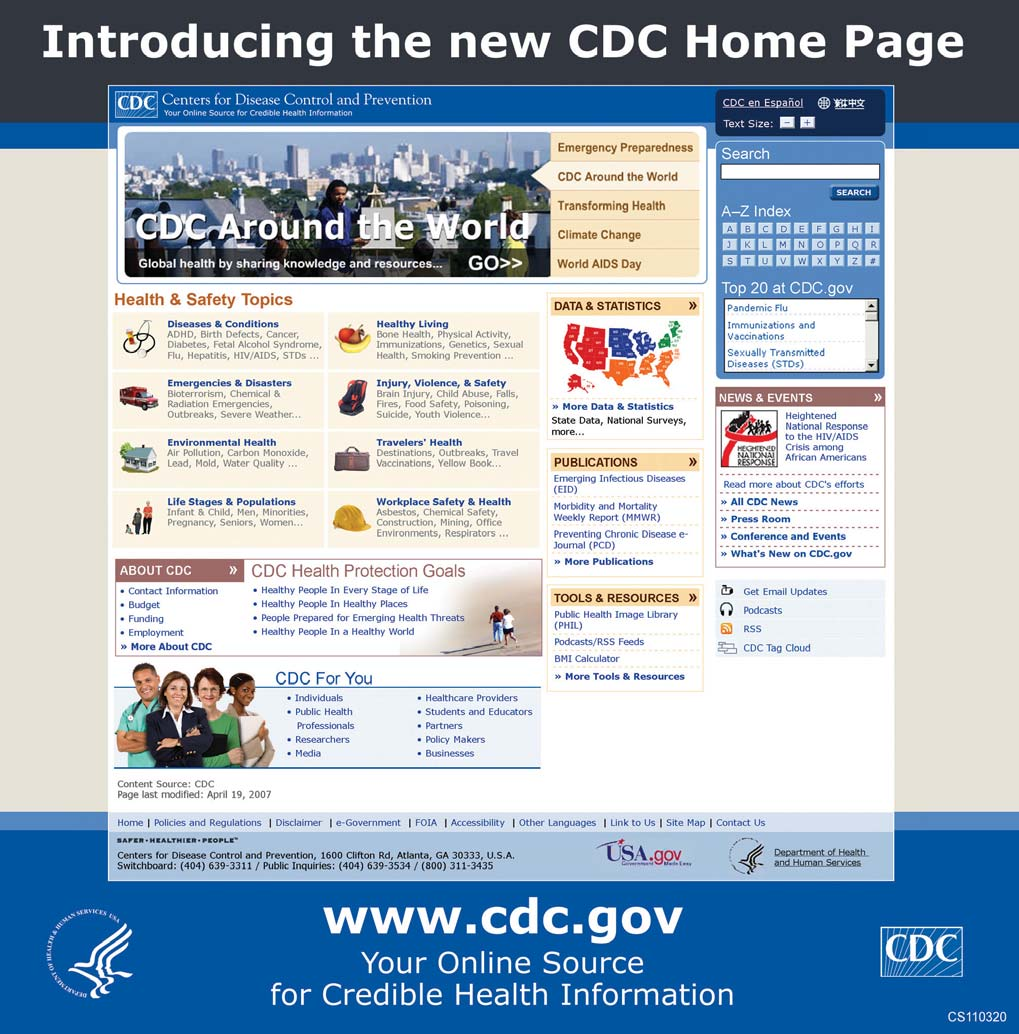 Introducing the new CDC Home Page
CDC Centers for Disease Control and Prevention
Your Online Source for Credible Health Information
CDC en Español
Text Size: - +
CDC Around the World
Global health by sharing knowledge and resources... GO>>
Emergency Preparedness
CDC Around the World
Transforming Health
Climate Change
World AIDS Day
Search
SEARCH
A–Z Index
A B C D E F G H I
J K L M N O P Q R
S T U V W X Y Z #
Top 20 at CDC.gov
Pandemic Flu
Immunizations and
Vaccinations
Sexually Transmitted
Diseases (STDs)
Health & Safety Topics
Diseases & Conditions
ADHD, Birth Defects, Cancer,
Diabetes, Fetal Alcohol Syndrome,
Flu, Hepatitis, HIV/AIDS, STDs ...
Healthy Living
Bone Health, Physical Activity,
Immunizations, Genetics, Sexual
Health, Smoking Prevention ...
Emergencies & Disasters
Bioterrorism, Chemical &
Radiation Emergencies,
Outbreaks, Severe Weather...
Injury, Violence, & Safety
Brain Injury, Child Abuse, Falls,
Fires, Food Safety, Poisoning,
Suicide, Youth Violence...
Environmental Health
Air Pollution, Carbon Monoxide,
Lead, Mold, Water Quality ...
Travelers' Health
Destinations, Outbreaks, Travel
Vaccinations, Yellow Book...
Life Stages & Populations
Infant & Child, Men, Minorities,
Pregnancy, Seniors, Women...
Workplace Safety & Health
Asbestos, Chemical Safety,
Construction, Mining, Office
Environments, Respirators ...
DATA & STATISTICS »
» More Data & Statistics
State Data, National Surveys,
more...
PUBLICATIONS »
Emerging Infectious Diseases
(EID)
Morbidity and Mortality
Weekly Report (MMWR)
Preventing Chronic Disease e-
Journal (PCD)
» More Publications
TOOLS & RESOURCES »
Public Health Image Library
(PHIL)
Podcasts/RSS Feeds
BMI Calculator
» More Tools & Resources
NEWS & EVENTS »
HEIGHTENED
NATIONAL
RESPONSE
Heightened
National Response
to the HIV/AIDS
Crisis among
African Americans
Read more about CDC's efforts
» All CDC News
» Press Room
» Conference and Events
» What's New on CDC.gov
Get Email Updates
Podcasts
RSS
CDC Tag Cloud
ABOUT CDC »
• Contact Information
• Budget
• Funding
• Employment
» More About CDC
CDC Health Protection Goals
• Healthy People In Every Stage of Life
• Healthy People In Healthy Places
• People Prepared for Emerging Health Threats
• Healthy People In a Healthy World
CDC For You
• Individuals
• Public Health
Professionals
• Researchers
• Media
• Healthcare Providers
• Students and Educators
• Partners
• Policy Makers
• Businesses
Content Source: CDC
Page last modified: April 19, 2007
Home | Policies and Regulations | Disclaimer | e-Government | FOIA | Accessibility | Other Languages | Link to Us | Site Map | Contact Us
SAFER • HEALTHIER • PEOPLE™
Centers for Disease Control and Prevention, 1600 Clifton Rd, Atlanta, GA 30333, U.S.A.
Switchboard: (404) 639-3311 / Public Inquiries: (404) 639-3534 / (800) 311-3435
USA.gov
Government Made Easy
Department of Health
and Human Services
DEPARTMENT OF HEALTH & HUMAN SERVICES USA
www.cdc.gov
Your Online Source
for Credible Health Information
CDC
CS110320